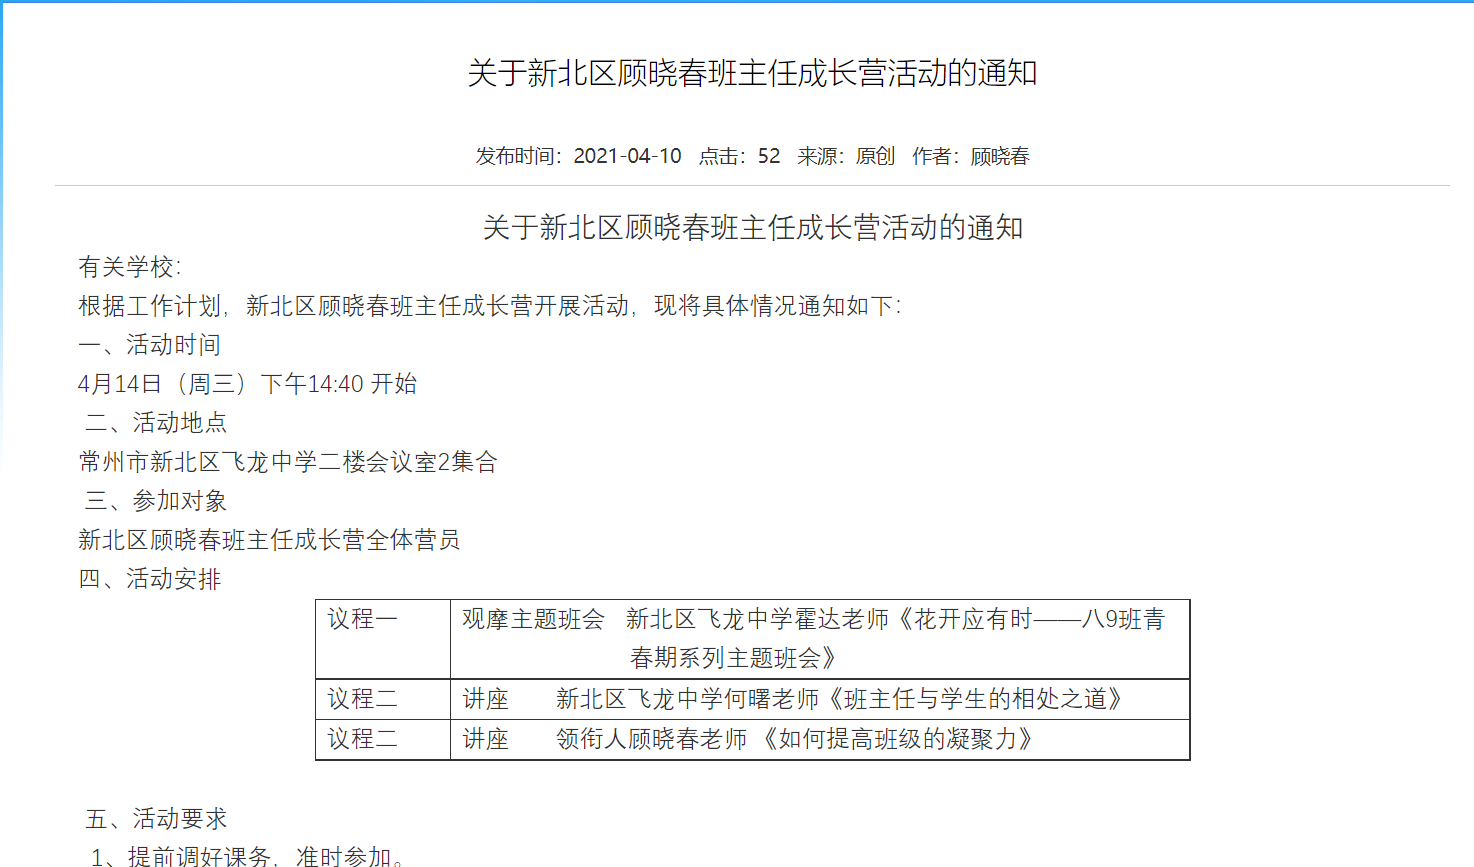 关于新北区顾晓春班主任成长营活动的通知
发布时间：2021-04-10 点击：52 来源：原创 作者：顾晓春
关于新北区顾晓春班主任成长营活动的通知
有关学校：
根据工作计划，新北区顾晓春班主任成长营开展活动，现将具体情况通知如下：
一、活动时间
4月14日（周三）下午14:40 开始
二、活动地点
常州市新北区飞龙中学二楼会议室2集合
三、参加对象
新北区顾晓春班主任成长营全体营员
四、活动安排
议程一 观摩主题班会 新北区飞龙中学霍达老师《花开应有时——八9班青
春期系列主题班会》
议程二 讲座 新北区飞龙中学何曙老师《班主任与学生的相处之道》
议程二 讲座 领衔人顾晓春老师 《如何提高班级的凝聚力》
五、活动要求
1、提前调好课务，准时参加。